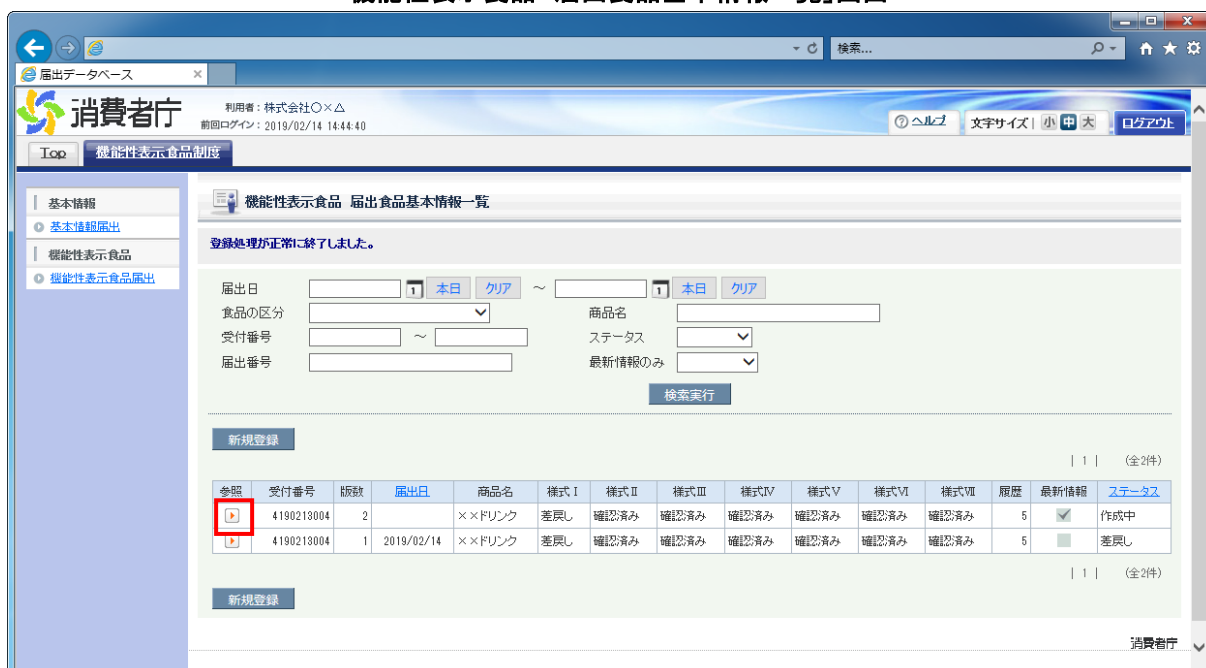 検索...
届出データベース
消費者庁
利用者：株式会社〇×△
前回ログイン：2019/02/14 14:44:40
ヘルプ 文字サイズ| 小 中 大 ログアウト
Top 機能性表示食品制度
基本情報
基本情報届出
機能性表示食品
機能性表示食品届出
機能性表示食品 届出食品基本情報一覧
登録処理が正常に終了しました。
届出日 1 本日 クリア ～ 1 本日 クリア
食品の区分 商品名
受付番号 ～ ステータス
届出番号 最新情報のみ
検索実行
新規登録
| 1 | (全2件)
参照 受付番号 版数 届出日 商品名 様式Ⅰ 様式Ⅱ 様式Ⅲ 様式Ⅳ 様式Ⅴ 様式Ⅵ 様式Ⅶ 履歴 最新情報 ステータス
4190213004 2 ××ドリンク 差戻し 確認済み 確認済み 確認済み 確認済み 確認済み 確認済み 5 作成中
4190213004 1 2019/02/14 ××ドリンク 差戻し 確認済み 確認済み 確認済み 確認済み 確認済み 確認済み 5 差戻し
| 1 | (全2件)
新規登録
消費者庁